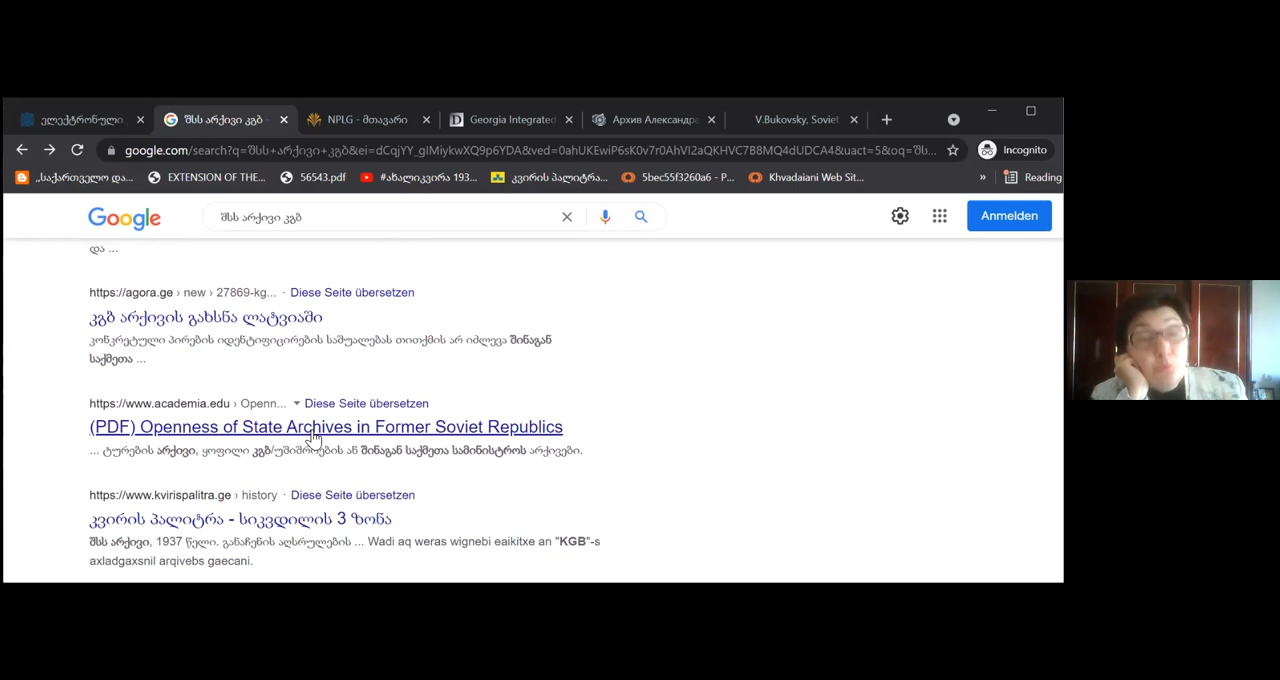 ელექტრონული
შსს არქივი კგბ -
NPLG - მთავარი
Georgia Integrated
Архив Александра
V.Bukovsky, Soviet
google.com/search?q=შსს+არქივი+კგბ&ei=dCqjYY_gIMiykwXQ9p6YDA&ved=0ahUKEwiP6sK0v7r0AhVI2aQKHVC7B8MQ4dUDCA4&uact=5&oq=შს...
Incognito
„საქართველო და...
EXTENSION OF THE...
56543.pdf
#ახალიკვირა 193...
კვირის პალიტრა...
5bec55f3260a6 - P...
Khvadaiani Web Sit...
»
Reading
Google
შსს არქივი კგბ
Anmelden
და ...
https://agora.ge › new › 27869-kg... · Diese Seite übersetzen
კგბ არქივის გახსნა ლატვიაში
კონკრეტული პირების იდენტიფიცირების საშუალებას თითქმის არ იძლევა შინაგან
საქმეთა ...
https://www.academia.edu › Openn... Diese Seite übersetzen
(PDF) Openness of State Archives in Former Soviet Republics
... ტურების არქივი, ყოფილი კგბ/უშიშროების ან შინაგან საქმეთა სამინისტროს არქივები.
https://www.kvirispalitra.ge › history · Diese Seite übersetzen
კვირის პალიტრა - სიკვდილის 3 ზონა
შსს არქივი, 1937 წელი. განაჩენის აღსრულების ... Wadi aq weras wignebi eaikitxe an "KGB"-s
axladgaxsnil arqivebs gaecani.